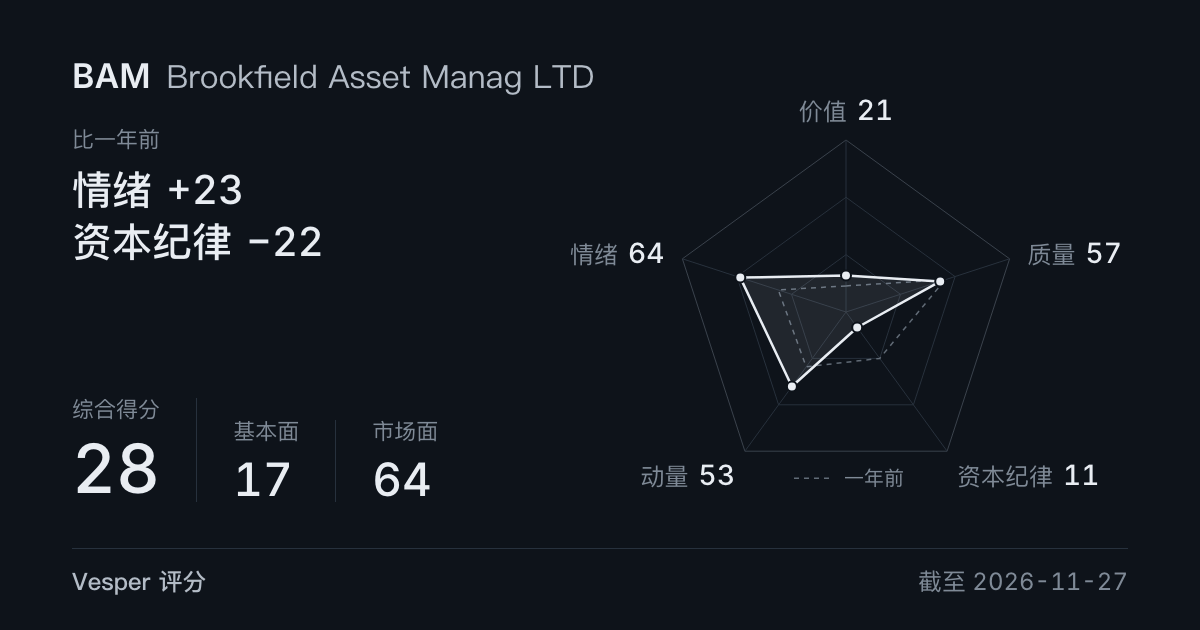 BAM Brookfield Asset Manag LTD
比一年前
情绪 +23
资本纪律 −22
综合得分
28
基本面
17
市场面
64
价值 21
情绪 64
质量 57
动量 53
一年前
资本纪律 11
Vesper 评分
截至 2026-11-27